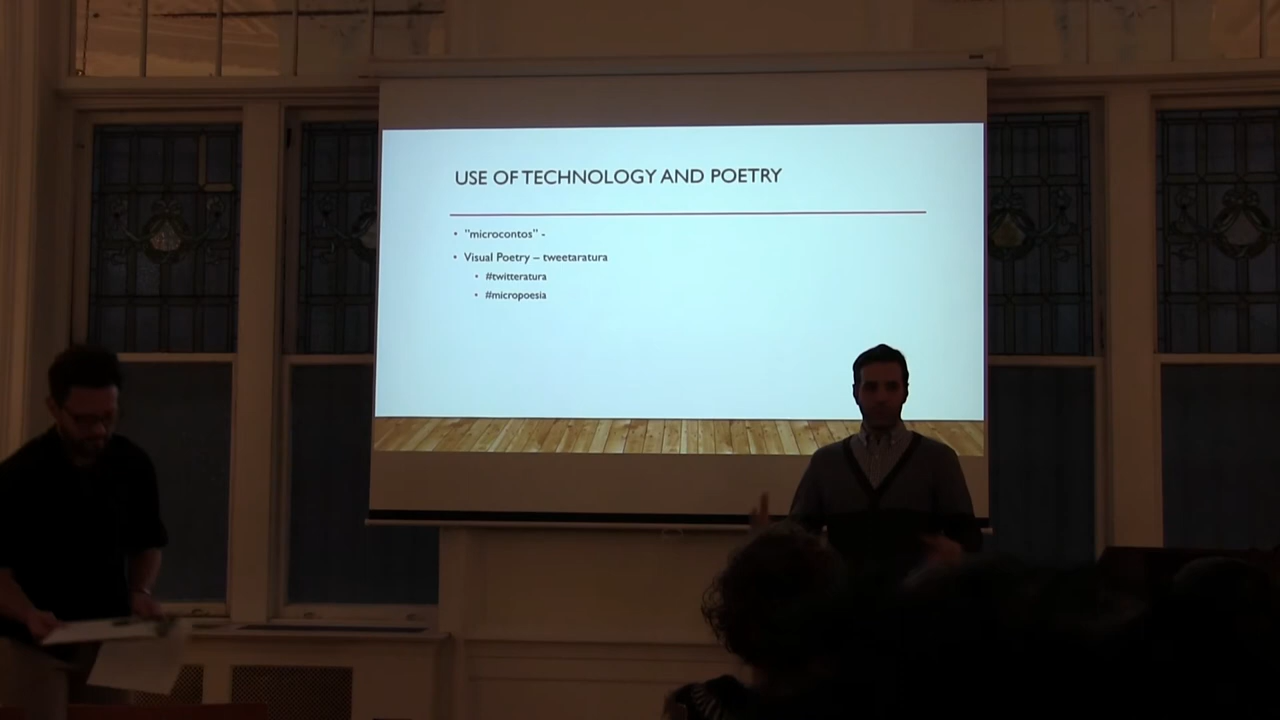 USE OF TECHNOLOGY AND POETRY
• "microcontos" -
• Visual Poetry – tweetaratura
• #twitteratura
• #micropoesia